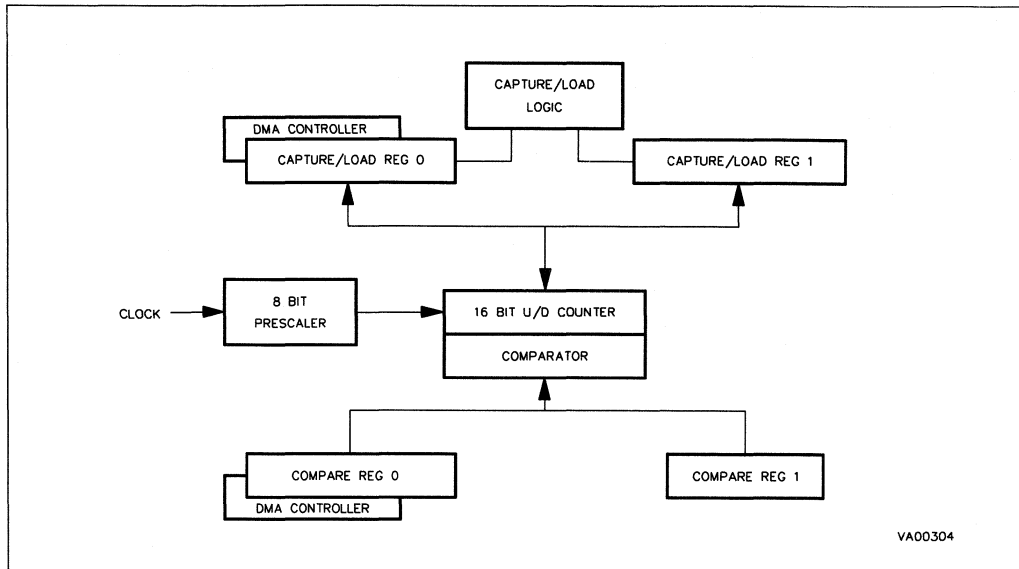 CAPTURE/LOAD
LOGIC
DMA CONTROLLER
CAPTURE/LOAD REG 0
CAPTURE/LOAD REG 1
CLOCK
8 BIT
PRESCALER
16 BIT U/D COUNTER
COMPARATOR
COMPARE REG 0
COMPARE REG 1
DMA CONTROLLER
VA00304